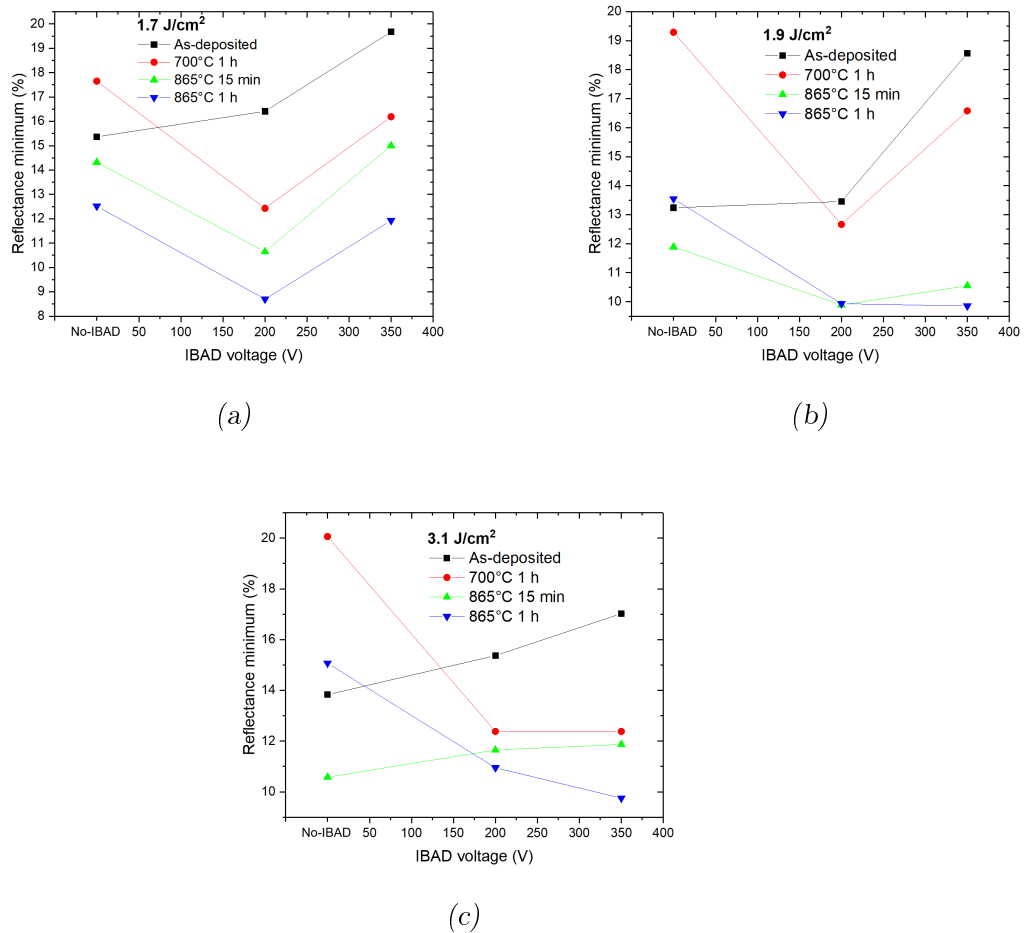 1.7 J/cm²
As-deposited
700°C 1 h
865°C 15 min
865°C 1 h
Reflectance minimum (%)
20
19
18
17
16
15
14
13
12
11
10
9
8
No-IBAD 50 100 150 200 250 300 350 400
IBAD voltage (V)
(a)
1.9 J/cm²
As-deposited
700°C 1 h
865°C 15 min
865°C 1 h
Reflectance minimum (%)
20
19
18
17
16
15
14
13
12
11
10
No-IBAD 50 100 150 200 250 300 350 400
IBAD voltage (V)
(b)
3.1 J/cm²
As-deposited
700°C 1 h
865°C 15 min
865°C 1 h
Reflectance minimum (%)
20
18
16
14
12
10
No-IBAD 50 100 150 200 250 300 350 400
IBAD voltage (V)
(c)